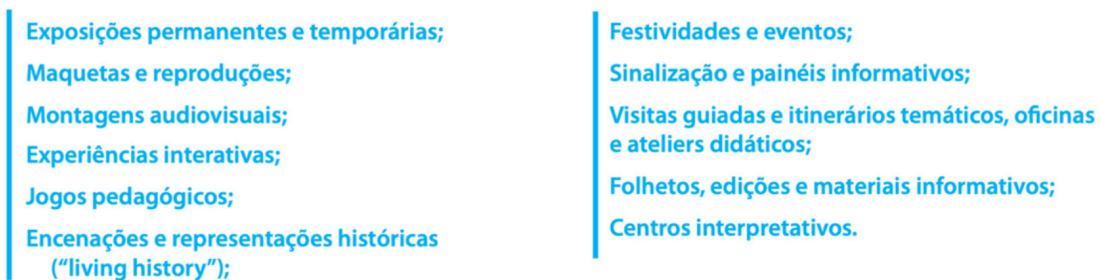 Exposições permanentes e temporárias;
Maquetas e reproduções;
Montagens audiovisuais;
Experiências interativas;
Jogos pedagógicos;
Encenações e representações históricas
(“living history”);
Festividades e eventos;
Sinalização e painéis informativos;
Visitas guiadas e itinerários temáticos, oficinas
e ateliers didáticos;
Folhetos, edições e materiais informativos;
Centros interpretativos.